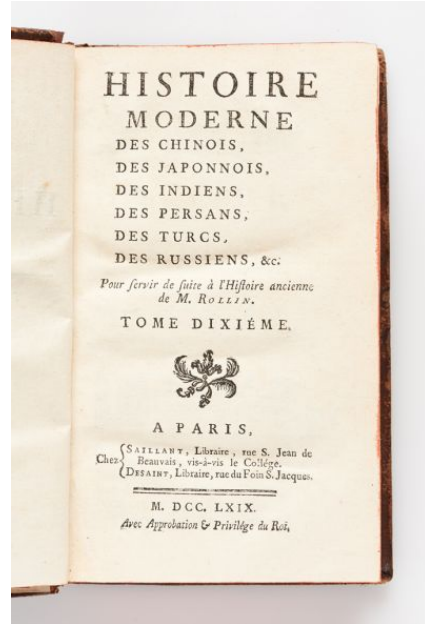 HISTOIRE
MODERNE
DES CHINOIS,
DES JAPONNOIS,
DES INDIENS,
DES PERSANS,
DES TURCS,
DES RUSSIENS, &c.
Pour ſervir de ſuite à l'Hiſtoire ancienne
de M. ROLLIN.
TOME DIXIÉME.
A PARIS,
Chez { SAILLANT, Libraire, rue S. Jean de
Beauvais, vis-à-vis le Collége.
DESAINT, Libraire, rue du Foin S. Jacques.
M. DCC. LXIX.
Avec Approbation & Privilége du Roi,